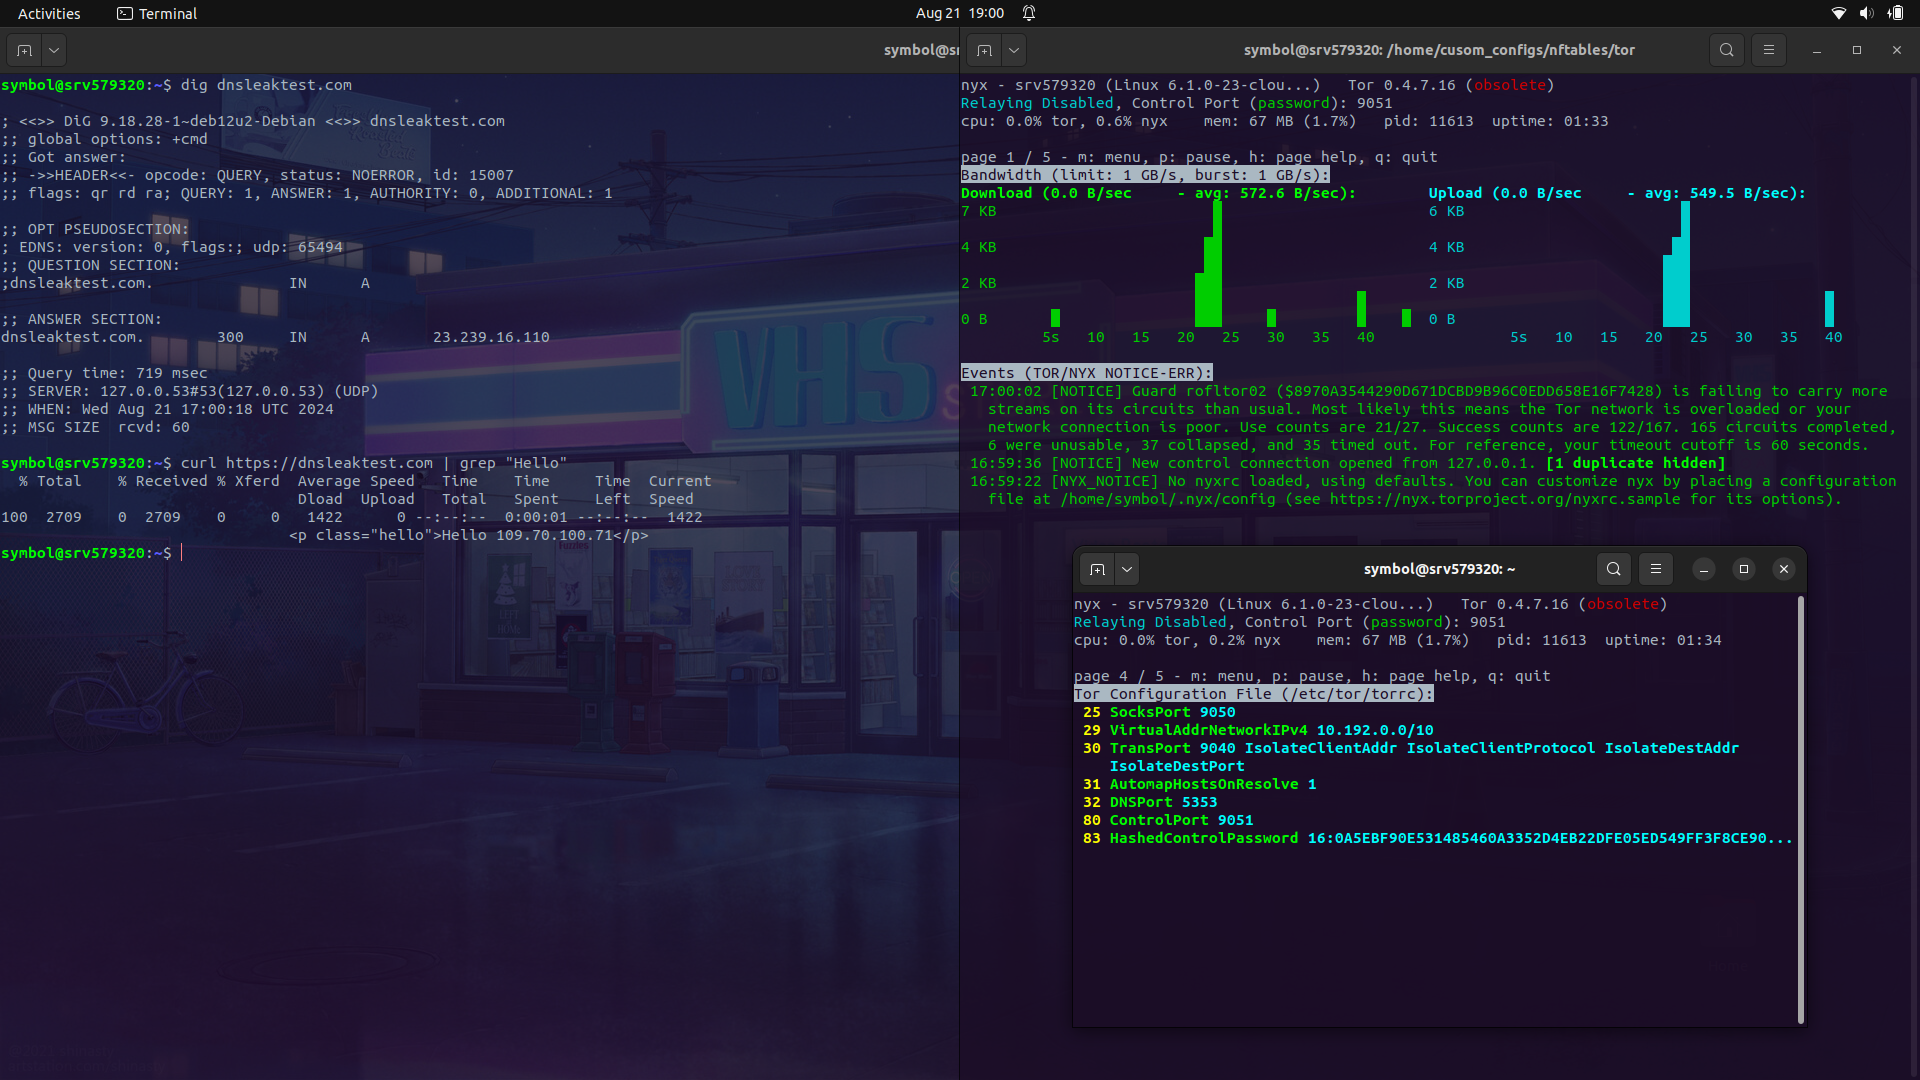 Activities Terminal Aug 21 19:00
symbol@sr
symbol@srv579320:~$ dig dnsleaktest.com

; <<>> DiG 9.18.28-1~deb12u2-Debian <<>> dnsleaktest.com
;; global options: +cmd
;; Got answer:
;; ->>HEADER<<- opcode: QUERY, status: NOERROR, id: 15007
;; flags: qr rd ra; QUERY: 1, ANSWER: 1, AUTHORITY: 0, ADDITIONAL: 1

;; OPT PSEUDOSECTION:
; EDNS: version: 0, flags:; udp: 65494
;; QUESTION SECTION:
;dnsleaktest.com. IN A

;; ANSWER SECTION:
dnsleaktest.com. 300 IN A 23.239.16.110

;; Query time: 719 msec
;; SERVER: 127.0.0.53#53(127.0.0.53) (UDP)
;; WHEN: Wed Aug 21 17:00:18 UTC 2024
;; MSG SIZE rcvd: 60

symbol@srv579320:~$ curl https://dnsleaktest.com | grep "Hello"
% Total % Received % Xferd Average Speed Time Time Time Current
Dload Upload Total Spent Left Speed
100 2709 0 2709 0 0 1422 0 --:--:-- 0:00:01 --:--:-- 1422
<p class="hello">Hello 109.70.100.71</p>
symbol@srv579320:~$
VHS
symbol@srv579320: /home/cusom_configs/nftables/tor
nyx - srv579320 (Linux 6.1.0-23-clou...) Tor 0.4.7.16 (obsolete)
Relaying Disabled, Control Port (password): 9051
cpu: 0.0% tor, 0.6% nyx mem: 67 MB (1.7%) pid: 11613 uptime: 01:33

page 1 / 5 - m: menu, p: pause, h: page help, q: quit
Bandwidth (limit: 1 GB/s, burst: 1 GB/s):
Download (0.0 B/sec - avg: 572.6 B/sec): Upload (0.0 B/sec - avg: 549.5 B/sec):
7 KB 6 KB
4 KB 4 KB
2 KB 2 KB
0 B 0 B
5s 10 15 20 25 30 35 40 5s 10 15 20 25 30 35 40

Events (TOR/NYX NOTICE-ERR):
17:00:02 [NOTICE] Guard rofltor02 ($8970A3544290D671DCBD9B96C0EDD658E16F7428) is failing to carry more
streams on its circuits than usual. Most likely this means the Tor network is overloaded or your
network connection is poor. Use counts are 21/27. Success counts are 122/167. 165 circuits completed,
6 were unusable, 37 collapsed, and 35 timed out. For reference, your timeout cutoff is 60 seconds.
16:59:36 [NOTICE] New control connection opened from 127.0.0.1. [1 duplicate hidden]
16:59:22 [NYX_NOTICE] No nyxrc loaded, using defaults. You can customize nyx by placing a configuration
file at /home/symbol/.nyx/config (see https://nyx.torproject.org/nyxrc.sample for its options).
symbol@srv579320: ~
nyx - srv579320 (Linux 6.1.0-23-clou...) Tor 0.4.7.16 (obsolete)
Relaying Disabled, Control Port (password): 9051
cpu: 0.0% tor, 0.2% nyx mem: 67 MB (1.7%) pid: 11613 uptime: 01:34

page 4 / 5 - m: menu, p: pause, h: page help, q: quit
Tor Configuration File (/etc/tor/torrc):
25 SocksPort 9050
29 VirtualAddrNetworkIPv4 10.192.0.0/10
30 TransPort 9040 IsolateClientAddr IsolateClientProtocol IsolateDestAddr
IsolateDestPort
31 AutomapHostsOnResolve 1
32 DNSPort 5353
80 ControlPort 9051
83 HashedControlPassword 16:0A5EBF90E531485460A3352D4EB22DFE05ED549FF3F8CE90...